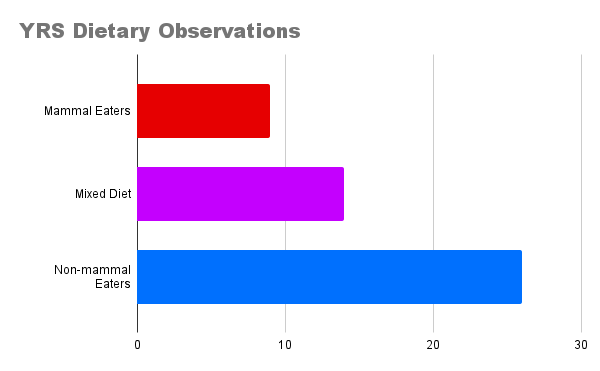 YRS Dietary Observations
Mammal Eaters
Mixed Diet
Non-mammal
Eaters
0 10 20 30